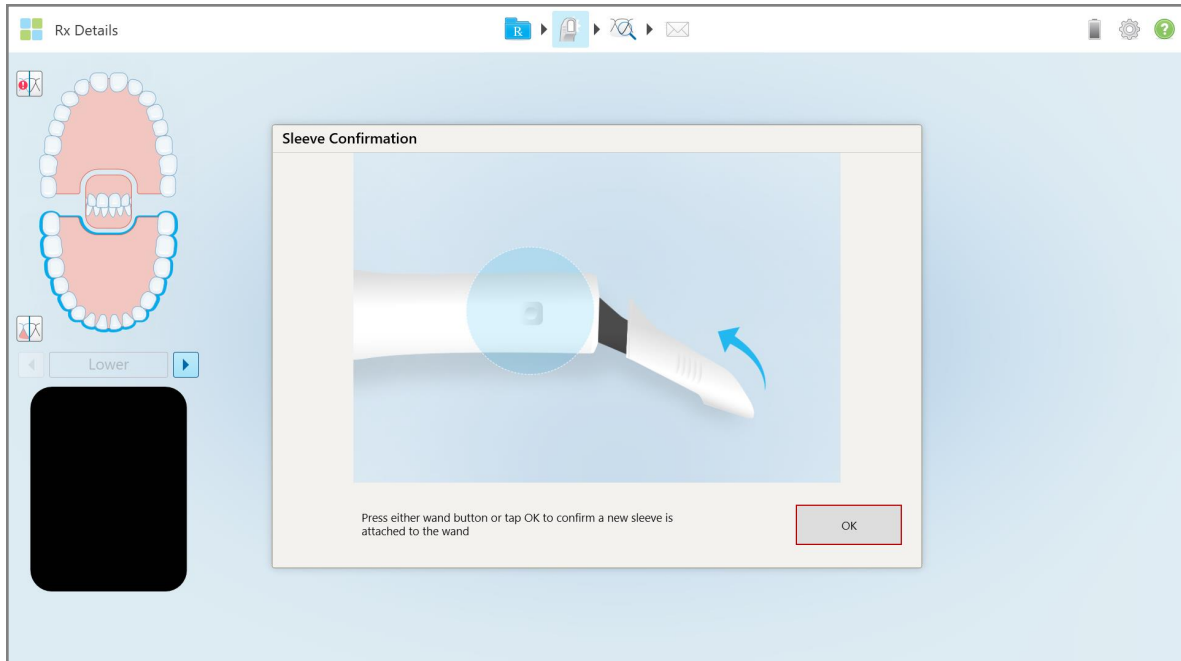 Rx Details
R
?
Sleeve Confirmation
Lower
Press either wand button or tap OK to confirm a new sleeve is
attached to the wand
OK